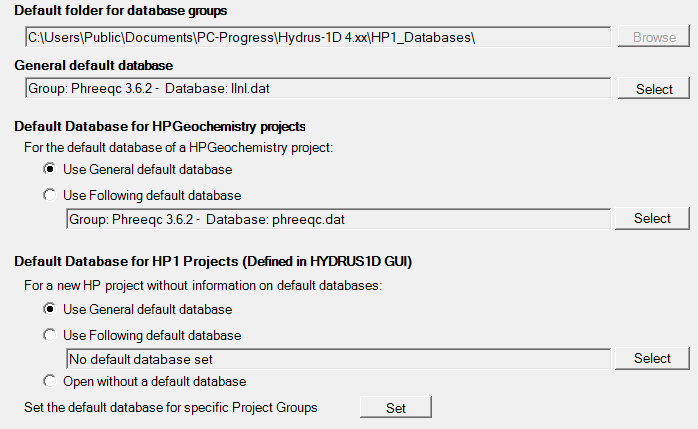 Default folder for database groups
C:\Users\Public\Documents\PC-Progress\Hydrus-1D 4.xx\HP1_Databases\
Browse
General default database
Group: Phreeqc 3.6.2 - Database: llnl.dat
Select
Default Database for HPGeochemistry projects
For the default database of a HPGeochemistry project:
Use General default database
Use Following default database
Group: Phreeqc 3.6.2 - Database: phreeqc.dat
Select
Default Database for HP1 Projects (Defined in HYDRUS1D GUI)
For a new HP project without information on default databases:
Use General default database
Use Following default database
No default database set
Select
Open without a default database
Set the default database for specific Project Groups
Set